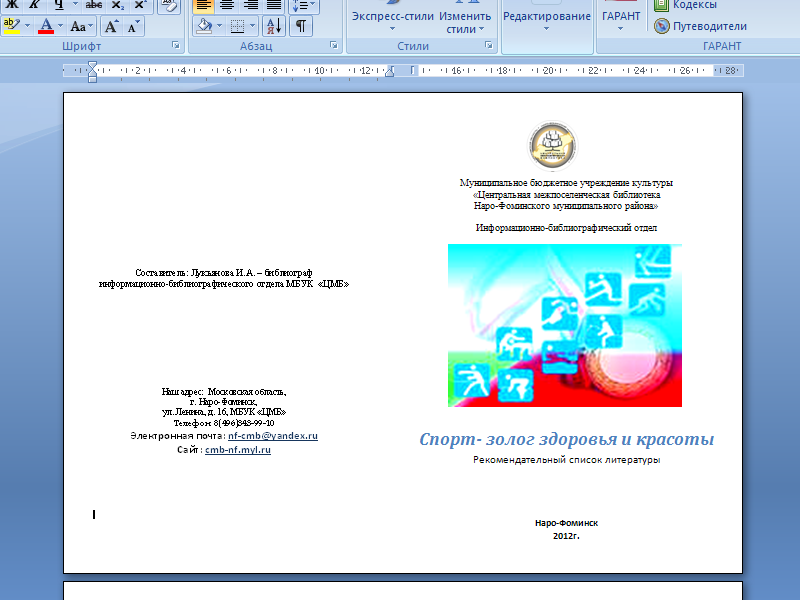 Ж К Ч abc x₂ x²
ab А Aa A A
Шрифт
Абзац
Экспресс-стили
Изменить
стили
Стили
Редактирование
ГАРАНТ
Кодексы
Путеводители
ГАРАНТ
2 4 6 8 10 12 16 18 20 22 24 26 28
Составитель: Лукьянова И.А. – библиограф
информационно-библиографического отдела МБУК «ЦМБ»
Наш адрес: Московская область,
г. Наро-Фоминск,
ул. Ленина, д. 16, МБУК «ЦМБ»
Телефон: 8(496)343-99-10
Электронная почта: nf-cmb@yandex.ru
Сайт: cmb-nf.myl.ru
Муниципальное бюджетное учреждение культуры
«Центральная межпоселенческая библиотека
Наро-Фоминского муниципального района»
Информационно-библиографический отдел
Спорт- золог здоровья и красоты
Рекомендательный список литературы
Наро-Фоминск
2012г.